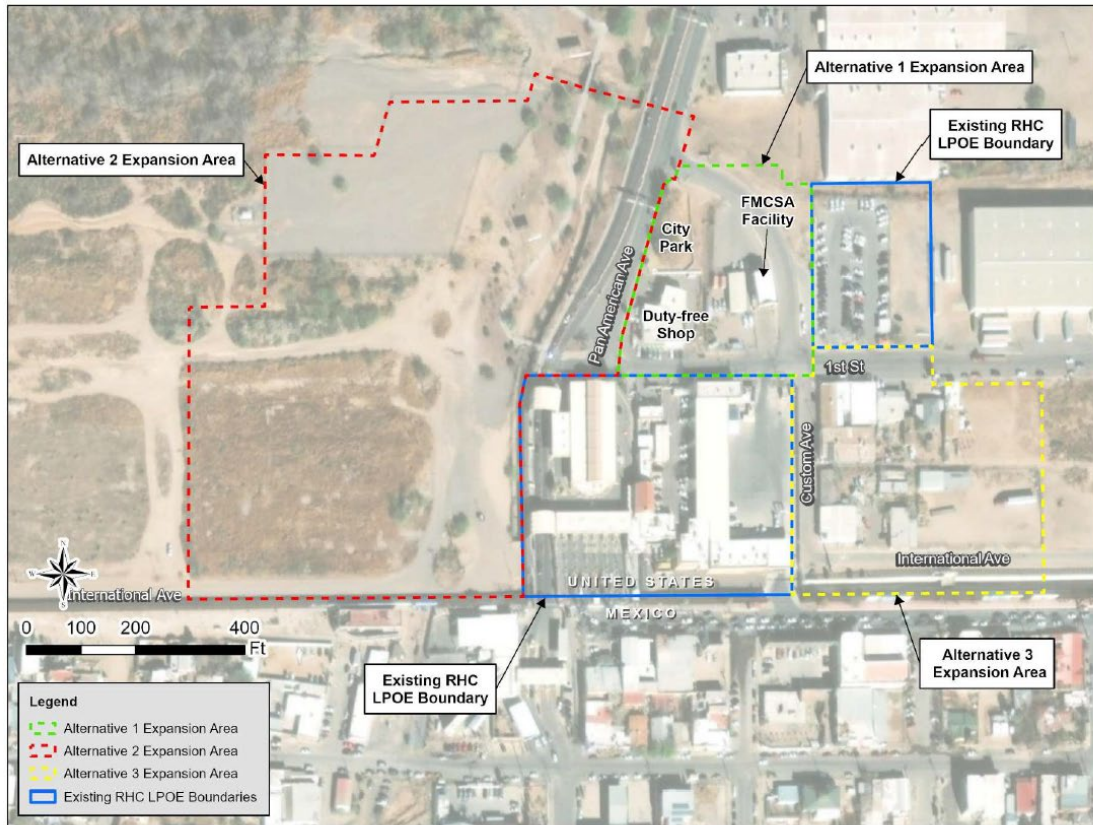 Alternative 1 Expansion Area
Existing RHC
LPOE Boundary
Alternative 2 Expansion Area
FMCSA
Facility
City
Park
Pan American Ave
Duty-free
Shop
1st St
Custom Ave
International Ave
N
W
E
S
International Ave
UNITED STATES
MEXICO
0 100 200 400
Ft
Existing RHC
LPOE Boundary
Alternative 3
Expansion Area
Legend
Alternative 1 Expansion Area
Alternative 2 Expansion Area
Alternative 3 Expansion Area
Existing RHC LPOE Boundaries